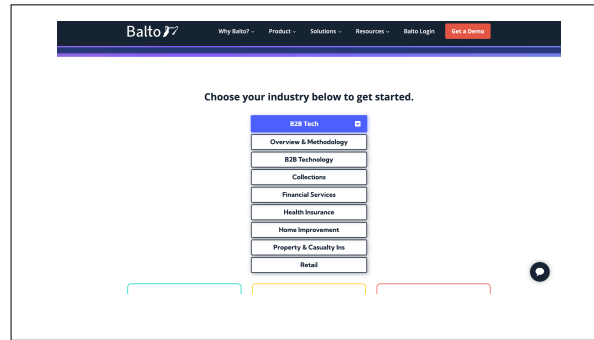 Balto Why Balto? Product Solutions Resources Balto Login Get a Demo
Choose your industry below to get started.
B2B Tech
Overview & Methodology
B2B Technology
Collections
Financial Services
Health Insurance
Home Improvement
Property & Casualty Ins
Retail